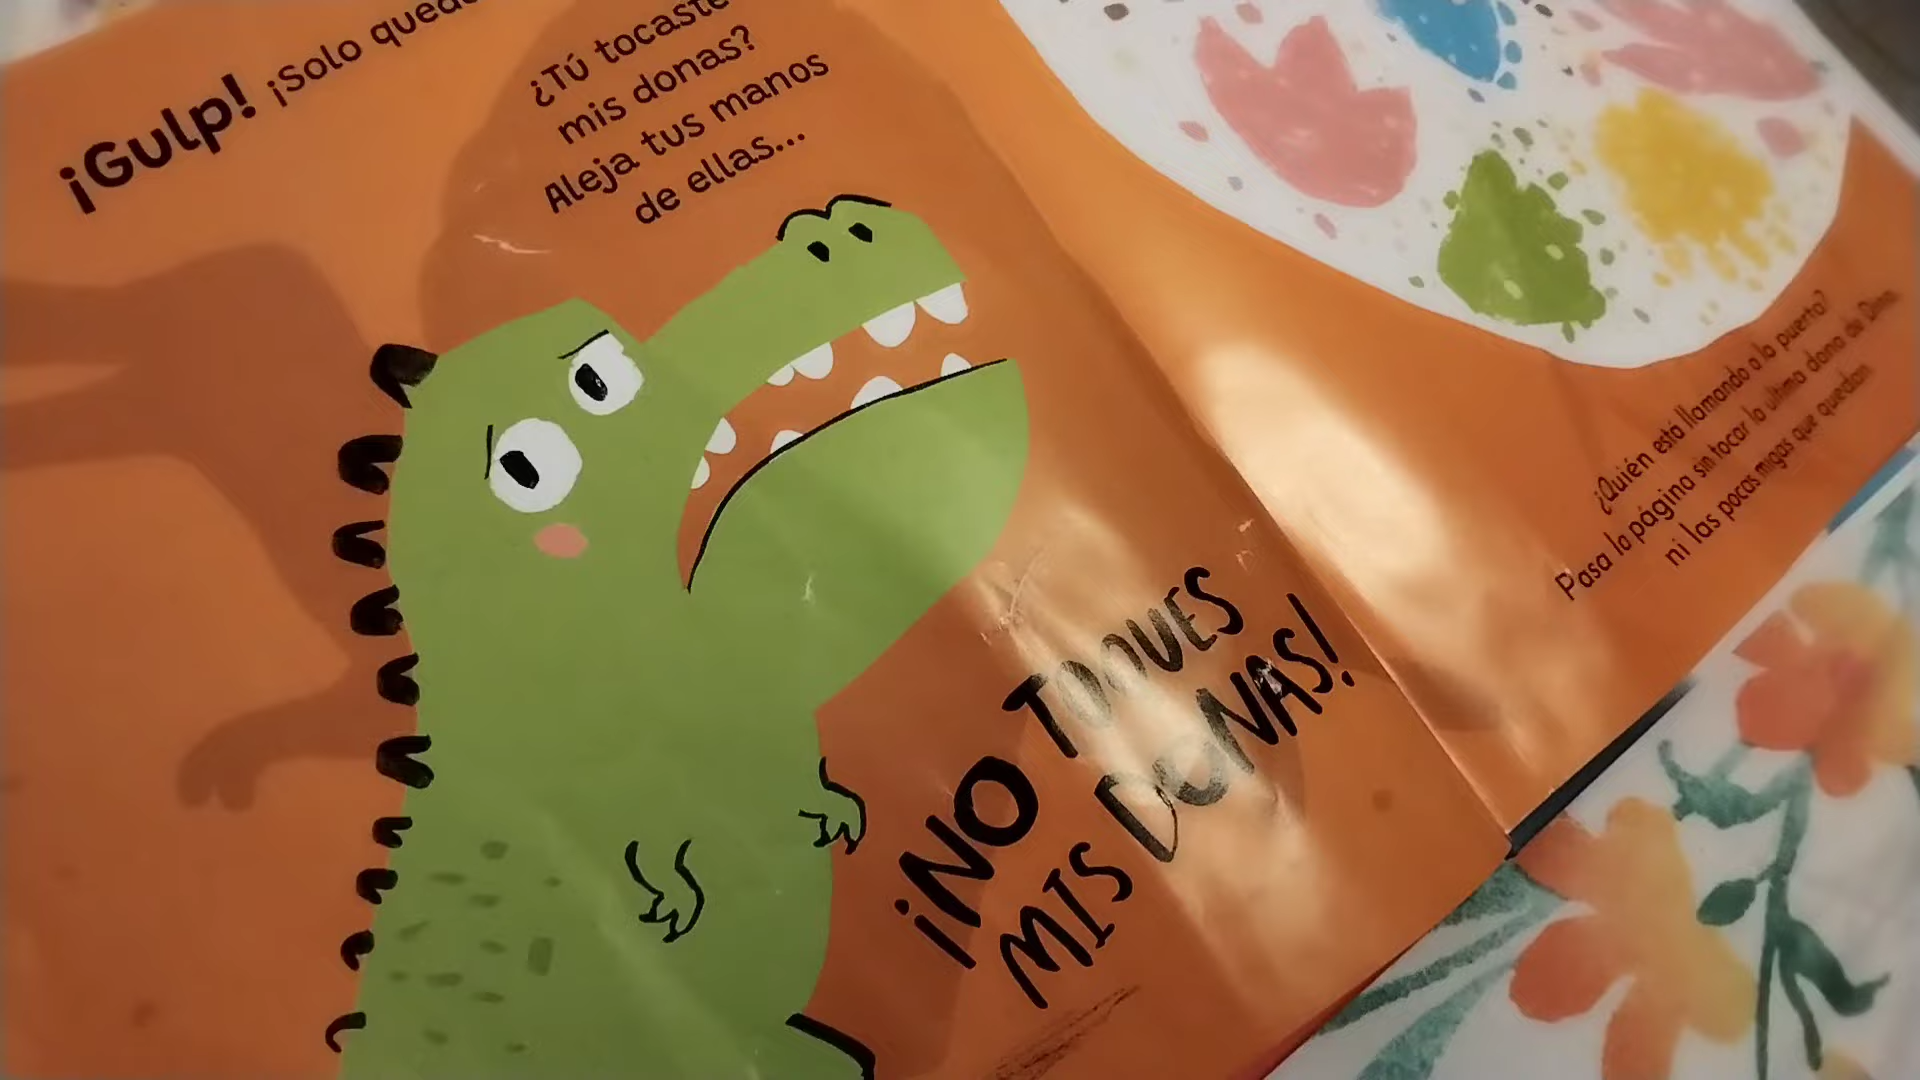 ¡Gulp! ¡Solo
¿Tú tocaste
mis donas?
Aleja tus manos
de ellas...
¡NO TOQUES
MIS DONAS!
¿Quién está llamando a la puerta?
Pasa la página sin tocar la última dona de Dino
ni las pocas migas que quedan